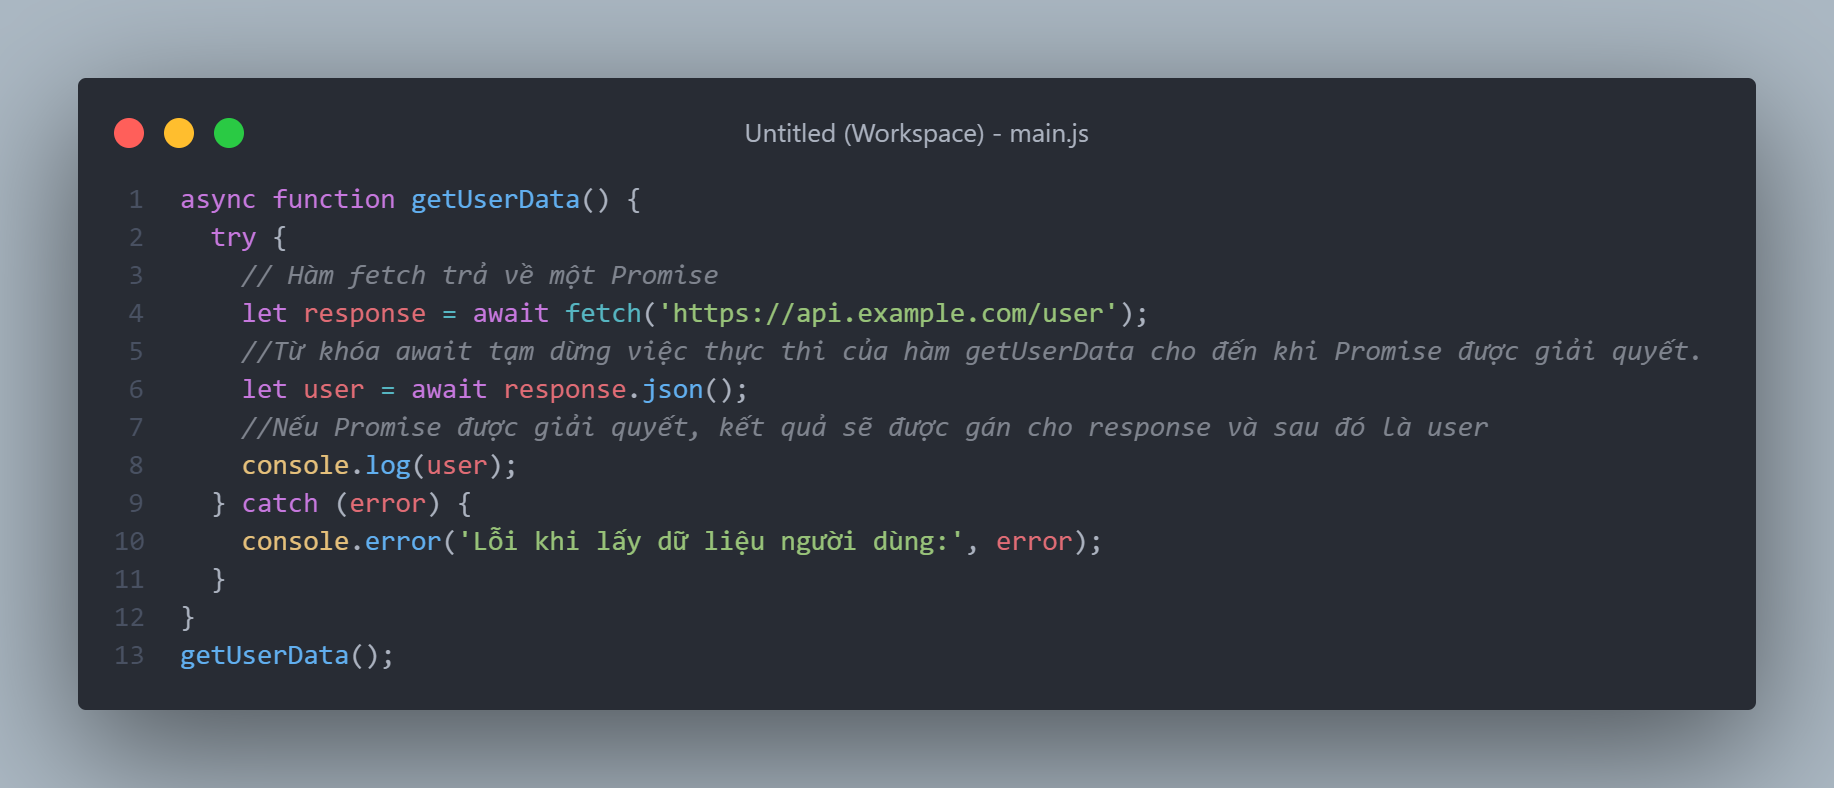 Untitled (Workspace) - main.js
1 async function getUserData() {
2   try {
3     // Hàm fetch trả về một Promise
4     let response = await fetch('https://api.example.com/user');
5     //Từ khóa await tạm dừng việc thực thi của hàm getUserData cho đến khi Promise được giải quyết.
6     let user = await response.json();
7     //Nếu Promise được giải quyết, kết quả sẽ được gán cho response và sau đó là user
8     console.log(user);
9   } catch (error) {
10     console.error('Lỗi khi lấy dữ liệu người dùng:', error);
11   }
12 }
13 getUserData();